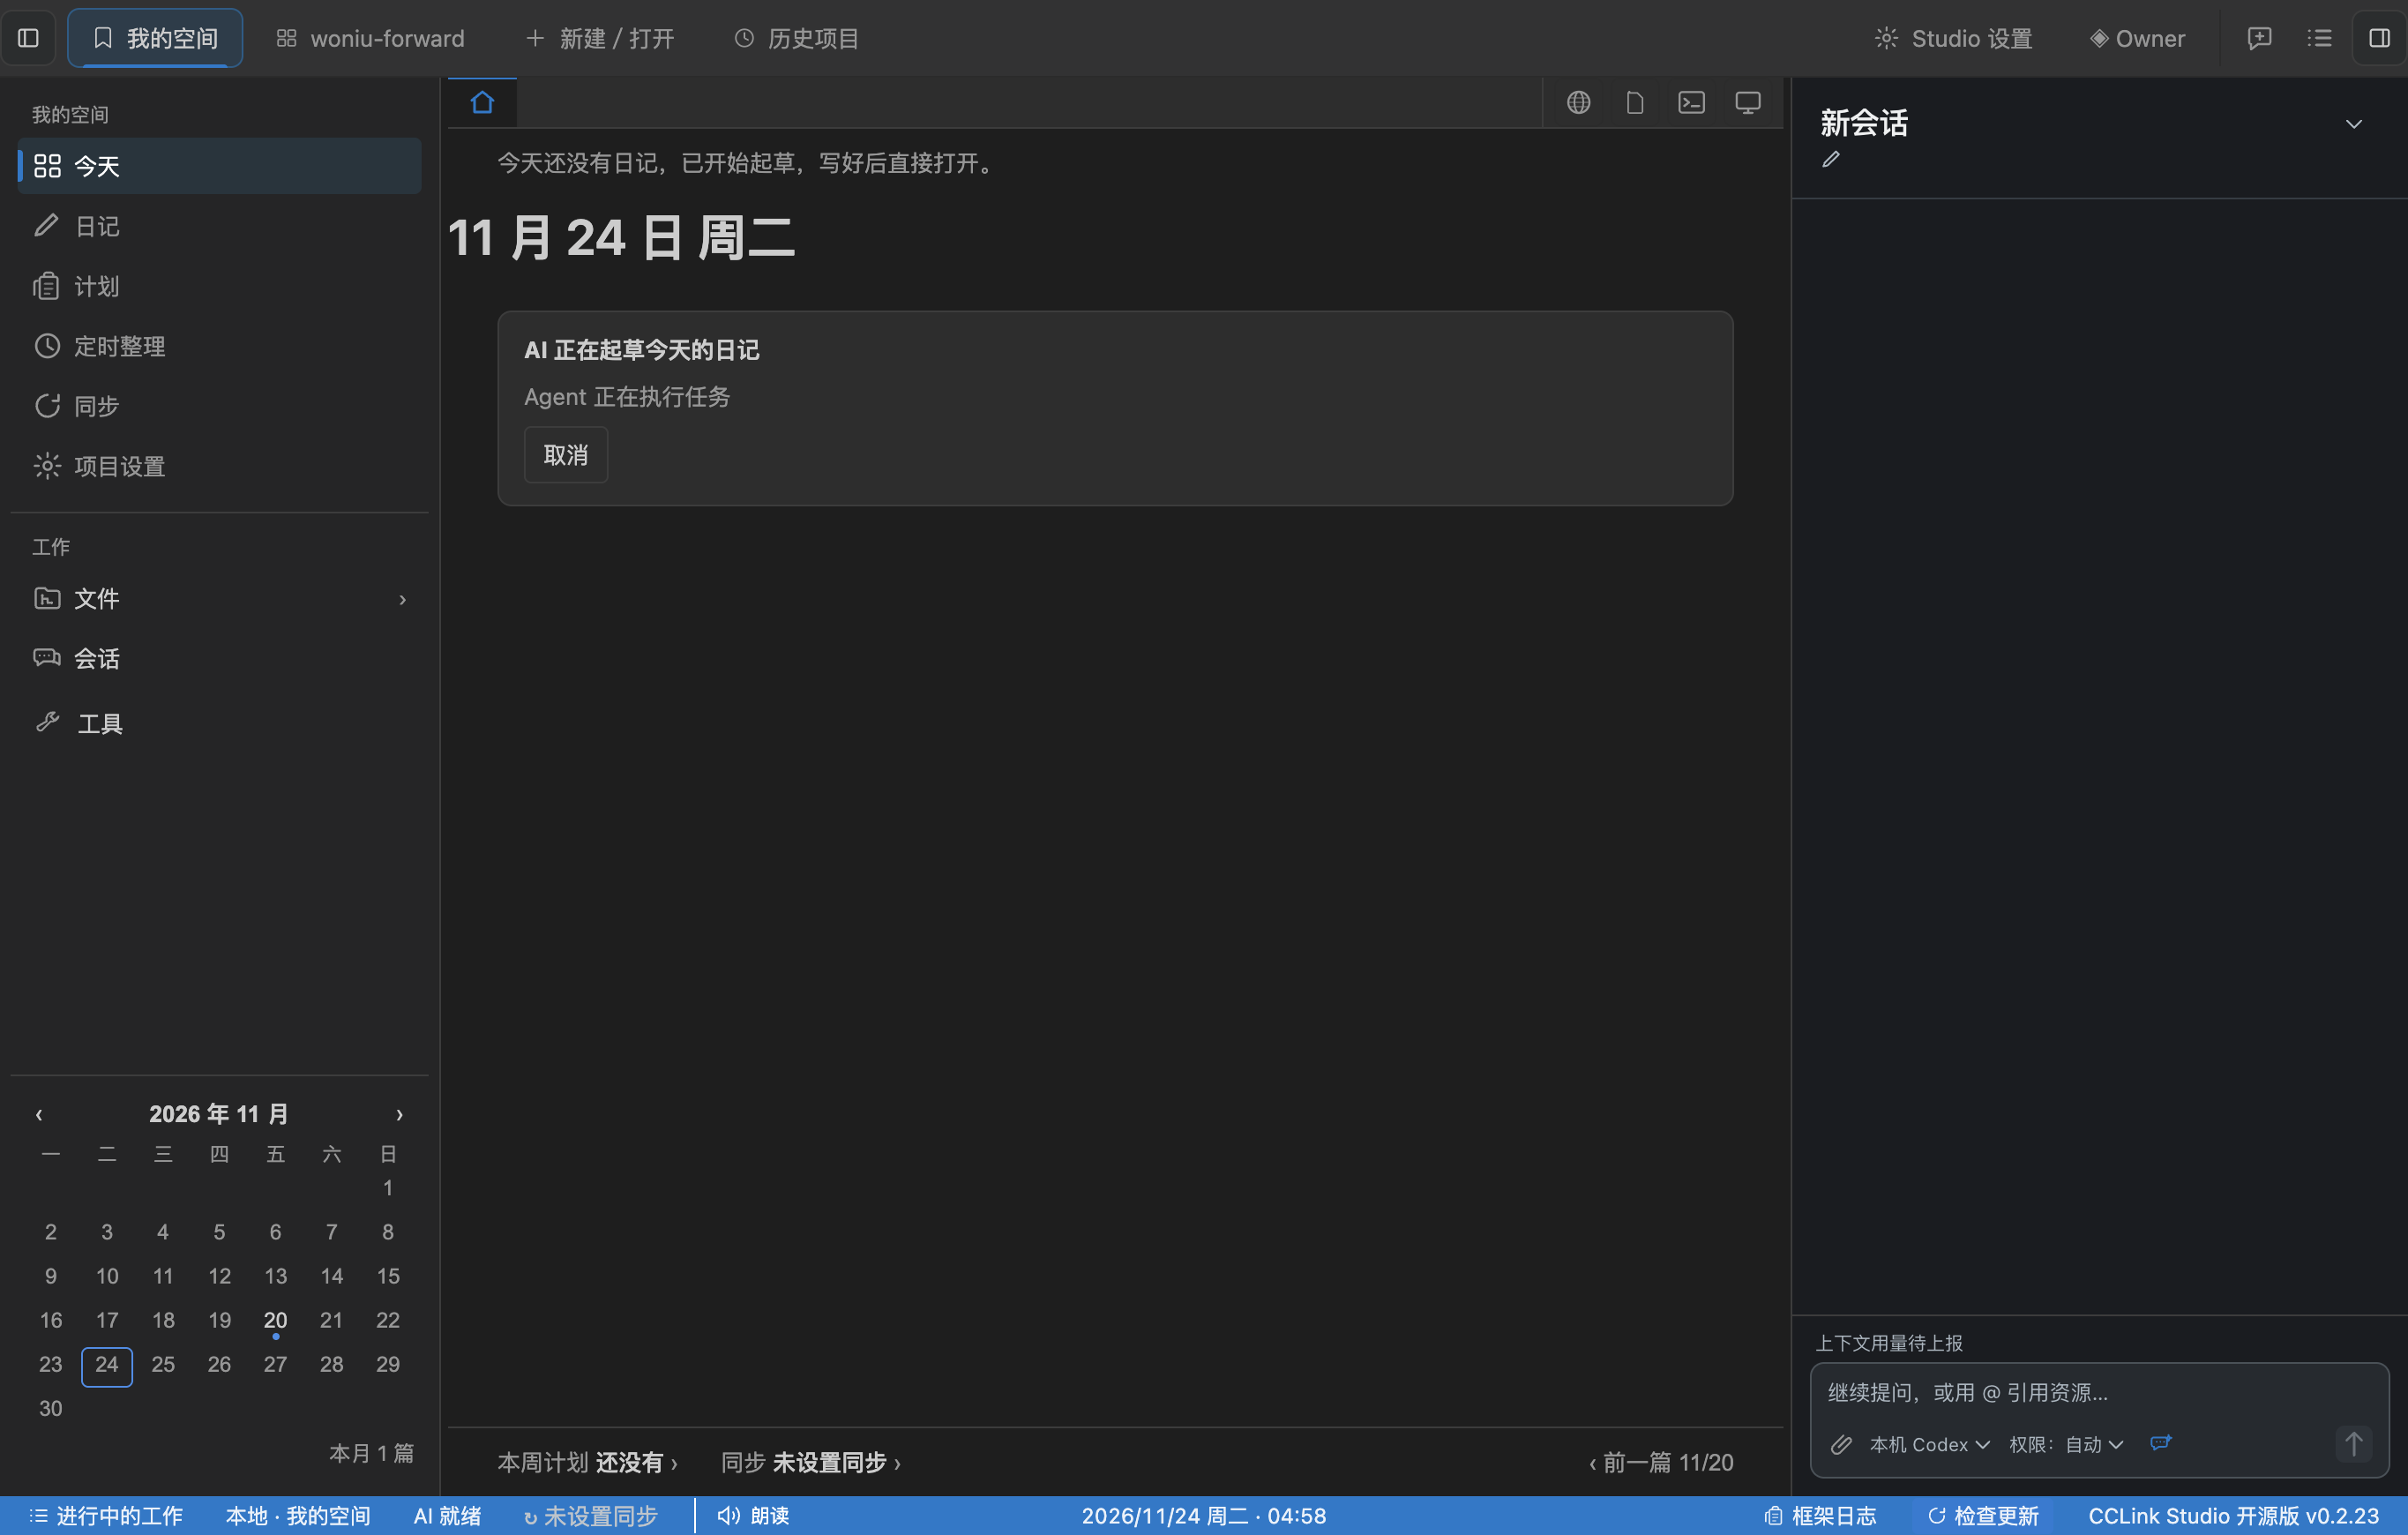 我的空间
woniu-forward
新建 / 打开
历史项目
Studio 设置
Owner
我的空间
今天
日记
计划
定时整理
同步
项目设置
工作
文件
会话
工具
2026 年 11 月
一 二 三 四 五 六 日
1
2 3 4 5 6 7 8
9 10 11 12 13 14 15
16 17 18 19 20 21 22
23 24 25 26 27 28 29
30
本月 1 篇
今天还没有日记，已开始起草，写好后直接打开。
11 月 24 日 周二
AI 正在起草今天的日记
Agent 正在执行任务
取消
本周计划 还没有 ›
同步 未设置同步 ›
‹ 前一篇 11/20
新会话
上下文用量待上报
继续提问，或用 @ 引用资源...
本机 Codex
权限：自动
进行中的工作
本地 · 我的空间
AI 就绪
↻ 未设置同步
朗读
2026/11/24 周二 · 04:58
框架日志
检查更新
CCLink Studio 开源版 v0.2.23